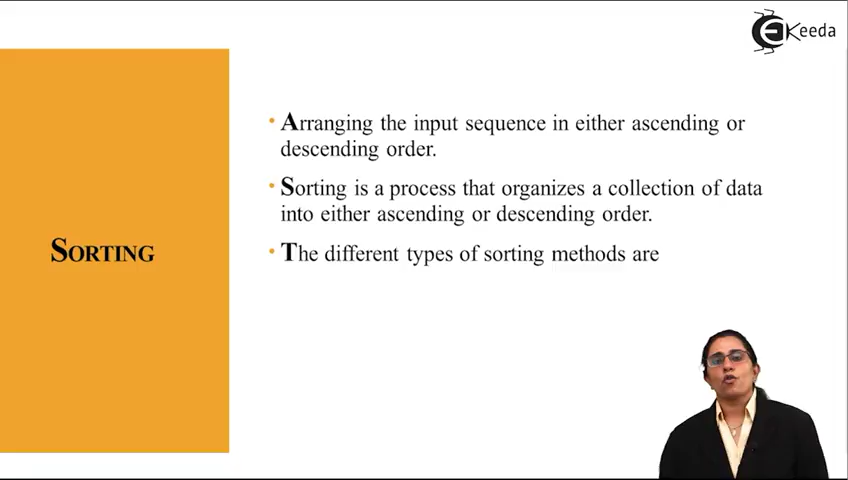 Keeda
Arranging the input sequence in either ascending or
descending order.
Sorting is a process that organizes a collection of data
into either ascending or descending order.
SORTING
The different types of sorting methods are